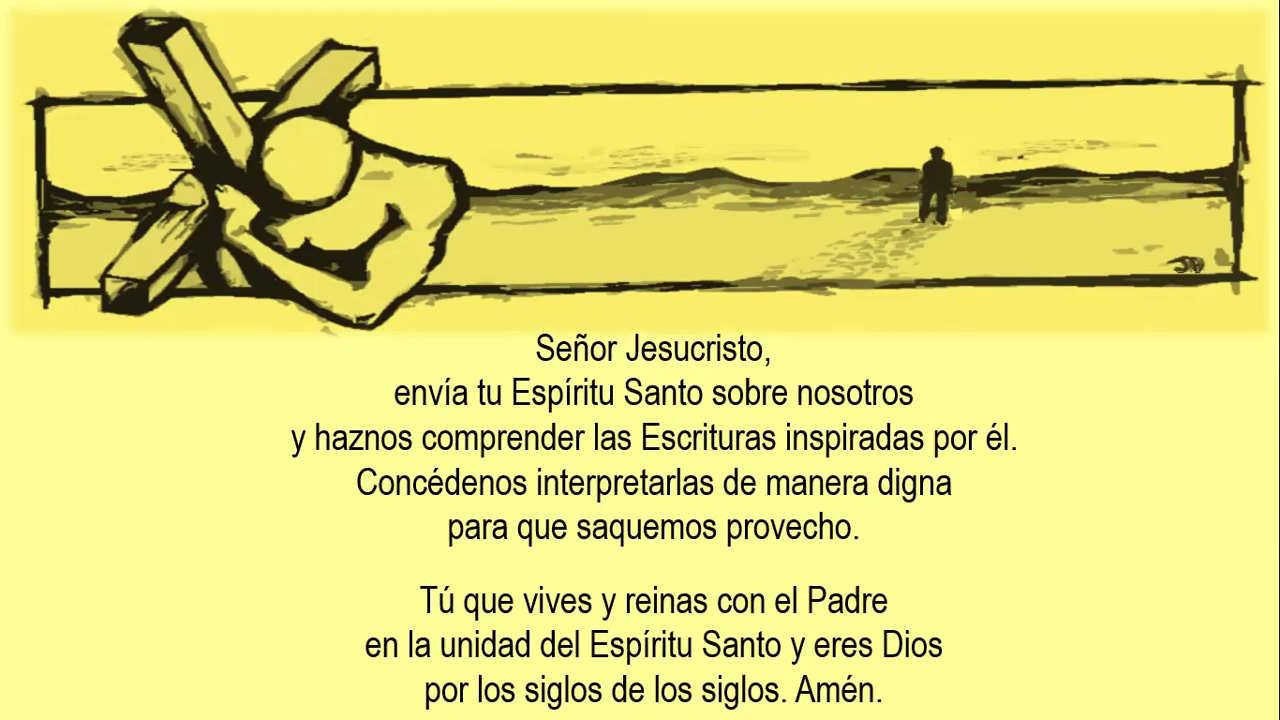 Señor Jesucristo,
envía tu Espíritu Santo sobre nosotros
y haznos comprender las Escrituras inspiradas por él.
Concédenos interpretarlas de manera digna
para que saquemos provecho.
Tú que vives y reinas con el Padre
en la unidad del Espíritu Santo y eres Dios
por los siglos de los siglos. Amén.